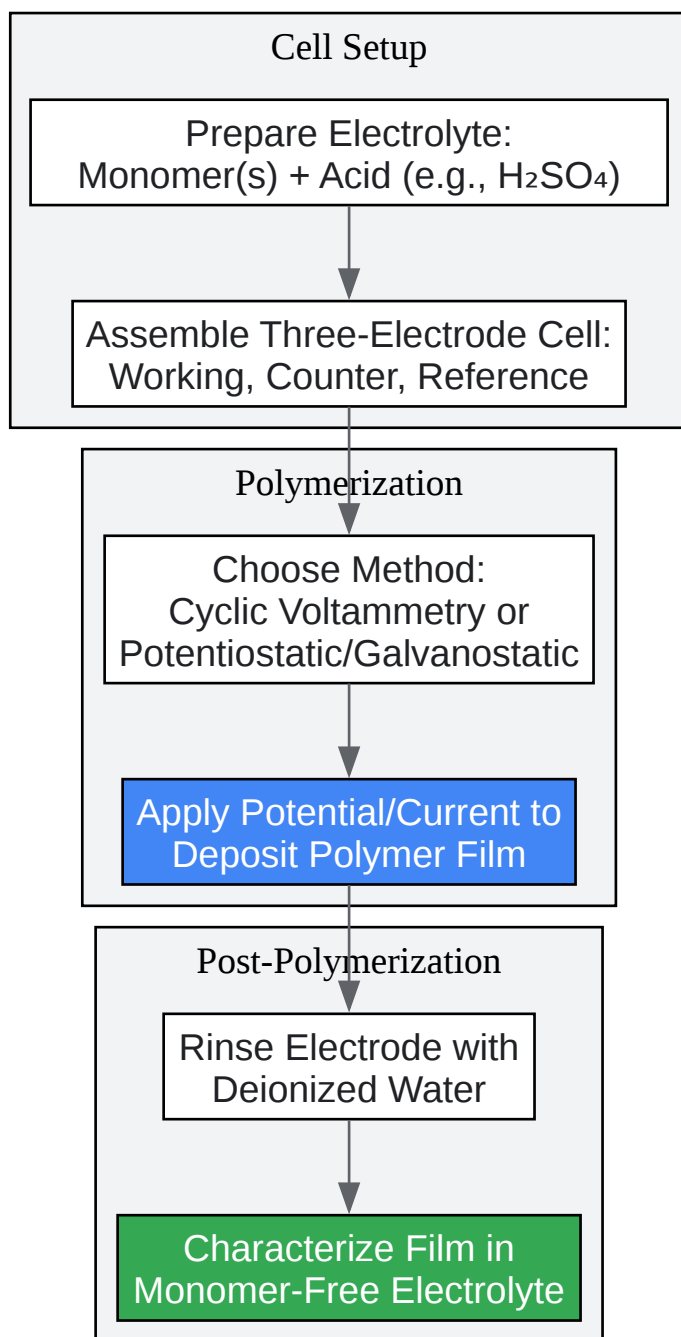 Cell Setup
Prepare Electrolyte:
Monomer(s) + Acid (e.g., H₂SO₄)
Assemble Three-Electrode Cell:
Working, Counter, Reference
Polymerization
Choose Method:
Cyclic Voltammetry or
Potentiostatic/Galvanostatic
Apply Potential/Current to
Deposit Polymer Film
Post-Polymerization
Rinse Electrode with
Deionized Water
Characterize Film in
Monomer-Free Electrolyte